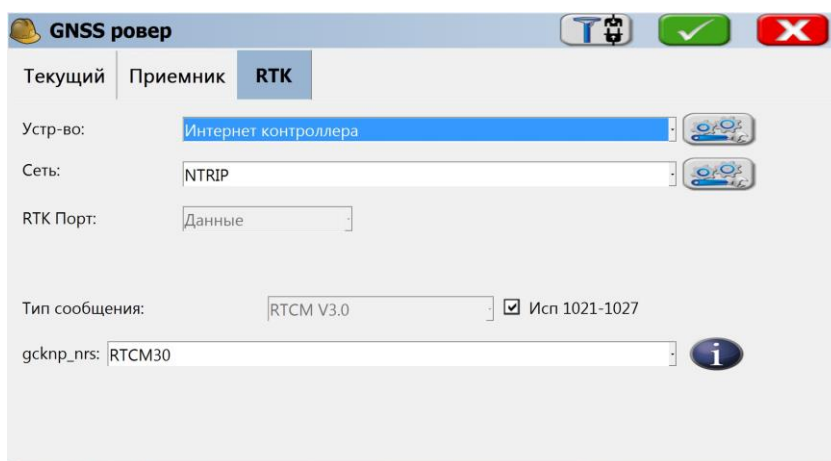 GNSS ровер
Текущий Приемник RTK
Устр-во: Интернет контроллера
Сеть: NTRIP
RTK Порт: Данные
Тип сообщения: RTCM V3.0 Исп 1021-1027
gcknp_nrs: RTCM30